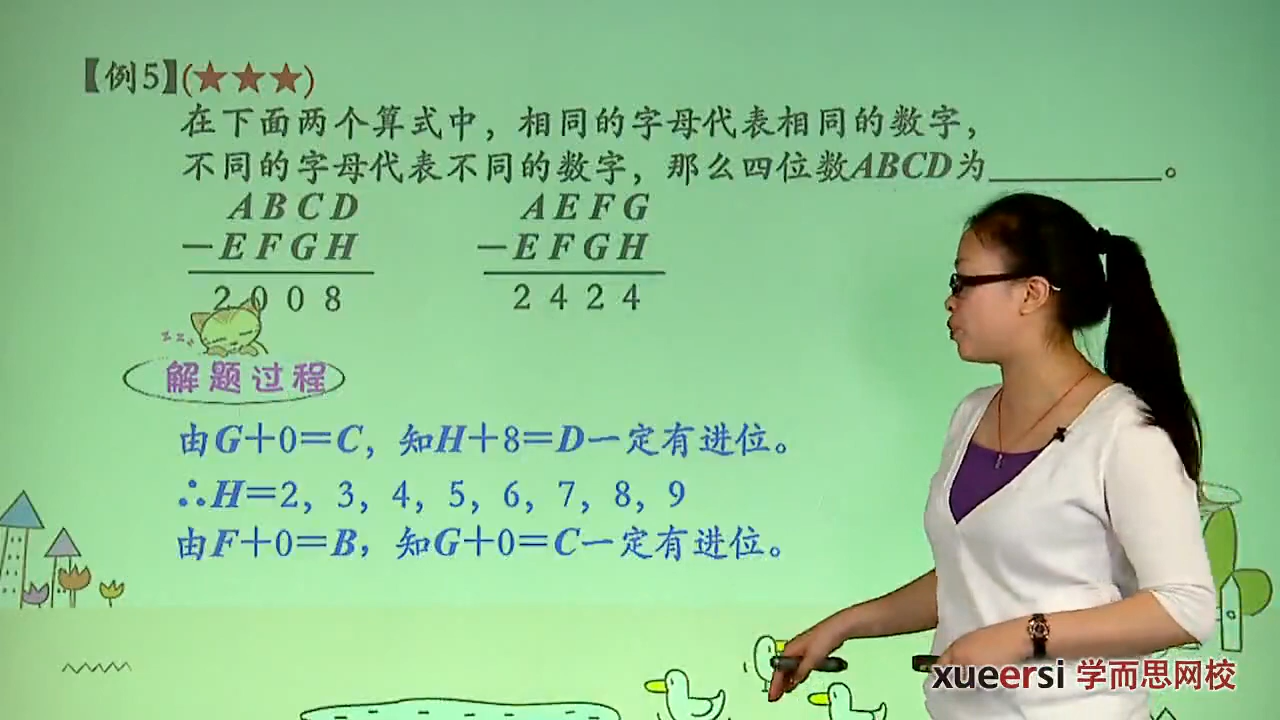 【例5】(★★★)
在下面两个算式中，相同的字母代表相同的数字，
不同的字母代表不同的数字，那么四位数ABCD为________。
ABCD
－EFGH
2008
AEFG
－EFGH
2424
zzz
解题过程
由G＋0＝C，知H＋8＝D一定有进位。
∴H＝2，3，4，5，6，7，8，9
由F＋0＝B，知G＋0＝C一定有进位。
xueersi 学而思网校